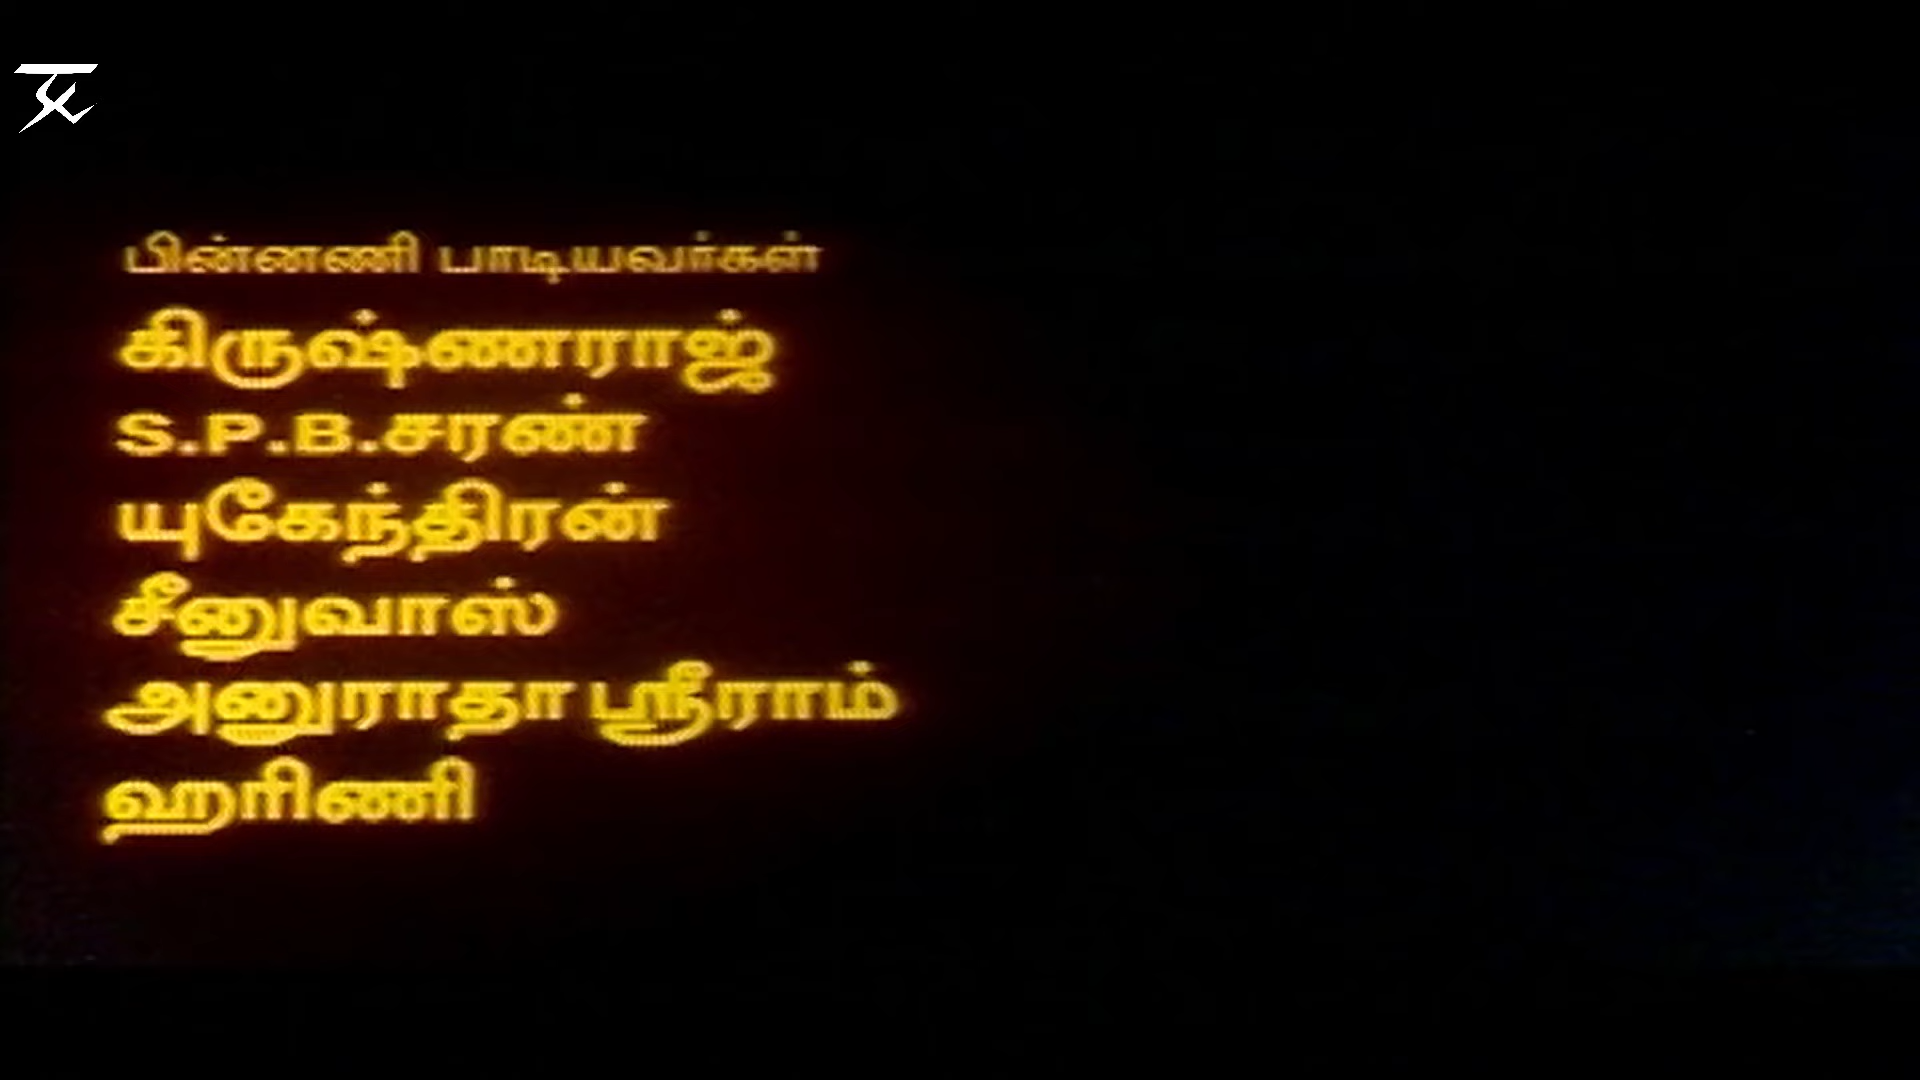 பின்னணி பாடியவர்கள்
கிருஷ்ணராஜ்
S.P.B.சரண்
யுகேந்திரன்
சீனுவாஸ்
அனுராதா ஸ்ரீராம்
ஹரிணி